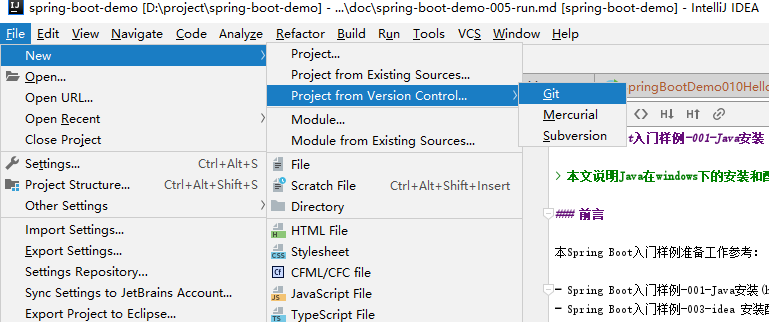 spring-boot-demo [D:\project\spring-boot-demo] - ...\doc\spring-boot-demo-005-run.md [spring-boot-demo] - IntelliJ IDEA
File Edit View Navigate Code Analyze Refactor Build Run Tools VCS Window Help
New
Open...
Open URL...
Open Recent
Close Project
Settings... Ctrl+Alt+S
Project Structure... Ctrl+Alt+Shift+S
Other Settings
Import Settings...
Export Settings...
Settings Repository...
Sync Settings to JetBrains Account...
Export Project to Eclipse...
Project...
Project from Existing Sources...
Project from Version Control...
Module...
Module from Existing Sources...
File
Scratch File Ctrl+Alt+Shift+Insert
Directory
HTML File
Stylesheet
CFML/CFC file
JavaScript File
TypeScript File
Git
Mercurial
Subversion
springBootDemo010Hello
H↓ H↑
t入门样例-001-Java安装
> 本文说明Java在windows下的安装和配
### 前言
本Spring Boot入门样例准备工作参考:
- Spring Boot入门样例-001-Java安装(h
- Spring Boot入门样例-003-idea 安装配